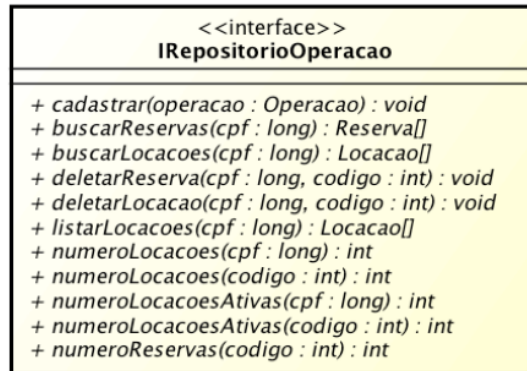 <<interface>>
IRepositorioOperacao
+ cadastrar(operacao : Operacao) : void
+ buscarReservas(cpf : long) : Reserva[]
+ buscarLocacoes(cpf : long) : Locacao[]
+ deletarReserva(cpf : long, codigo : int) : void
+ deletarLocacao(cpf : long, codigo : int) : void
+ listarLocacoes(cpf : long) : Locacao[]
+ numeroLocacoes(cpf : long) : int
+ numeroLocacoes(codigo : int) : int
+ numeroLocacoesAtivas(cpf : long) : int
+ numeroLocacoesAtivas(codigo : int) : int
+ numeroReservas(codigo : int) : int